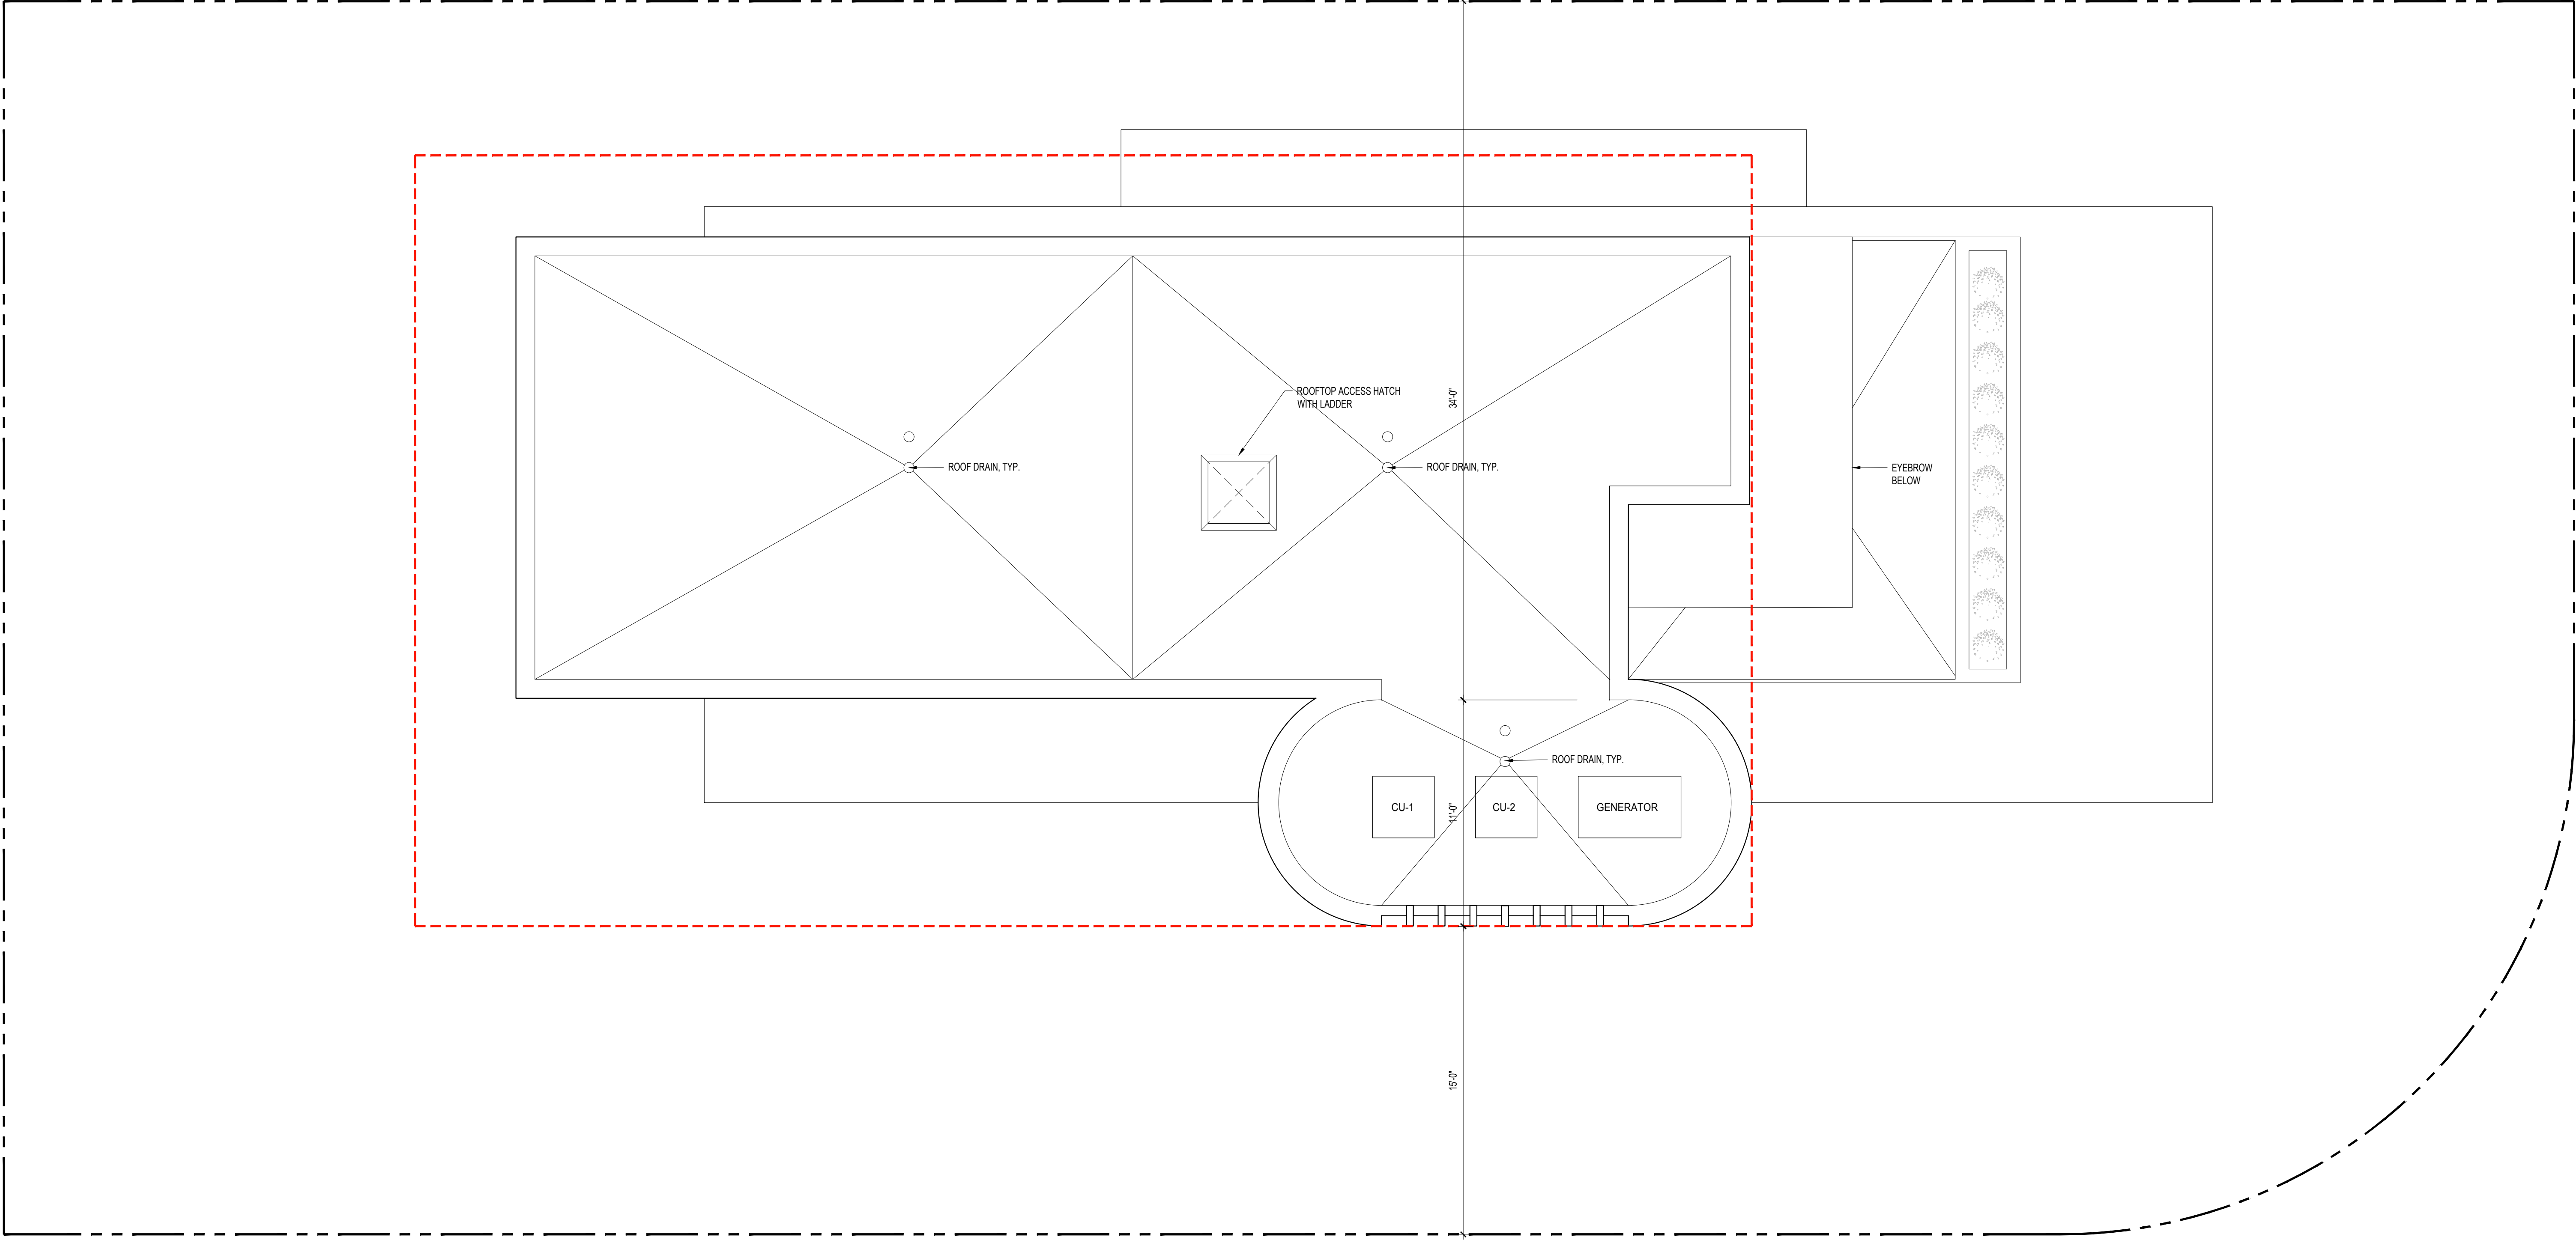 ROOFTOP ACCESS HATCH
WITH LADDER
34'-0"
ROOF DRAIN, TYP.
ROOF DRAIN, TYP.
EYEBROW
BELOW
ROOF DRAIN, TYP.
CU-1
11'-0"
CU-2
GENERATOR
15'-0"